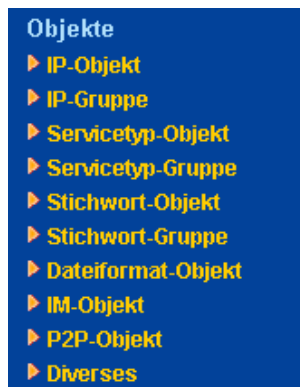 Objekte
IP-Objekt
IP-Gruppe
Servicetyp-Objekt
Servicetyp-Gruppe
Stichwort-Objekt
Stichwort-Gruppe
Dateiformat-Objekt
IM-Objekt
P2P-Objekt
Diverses